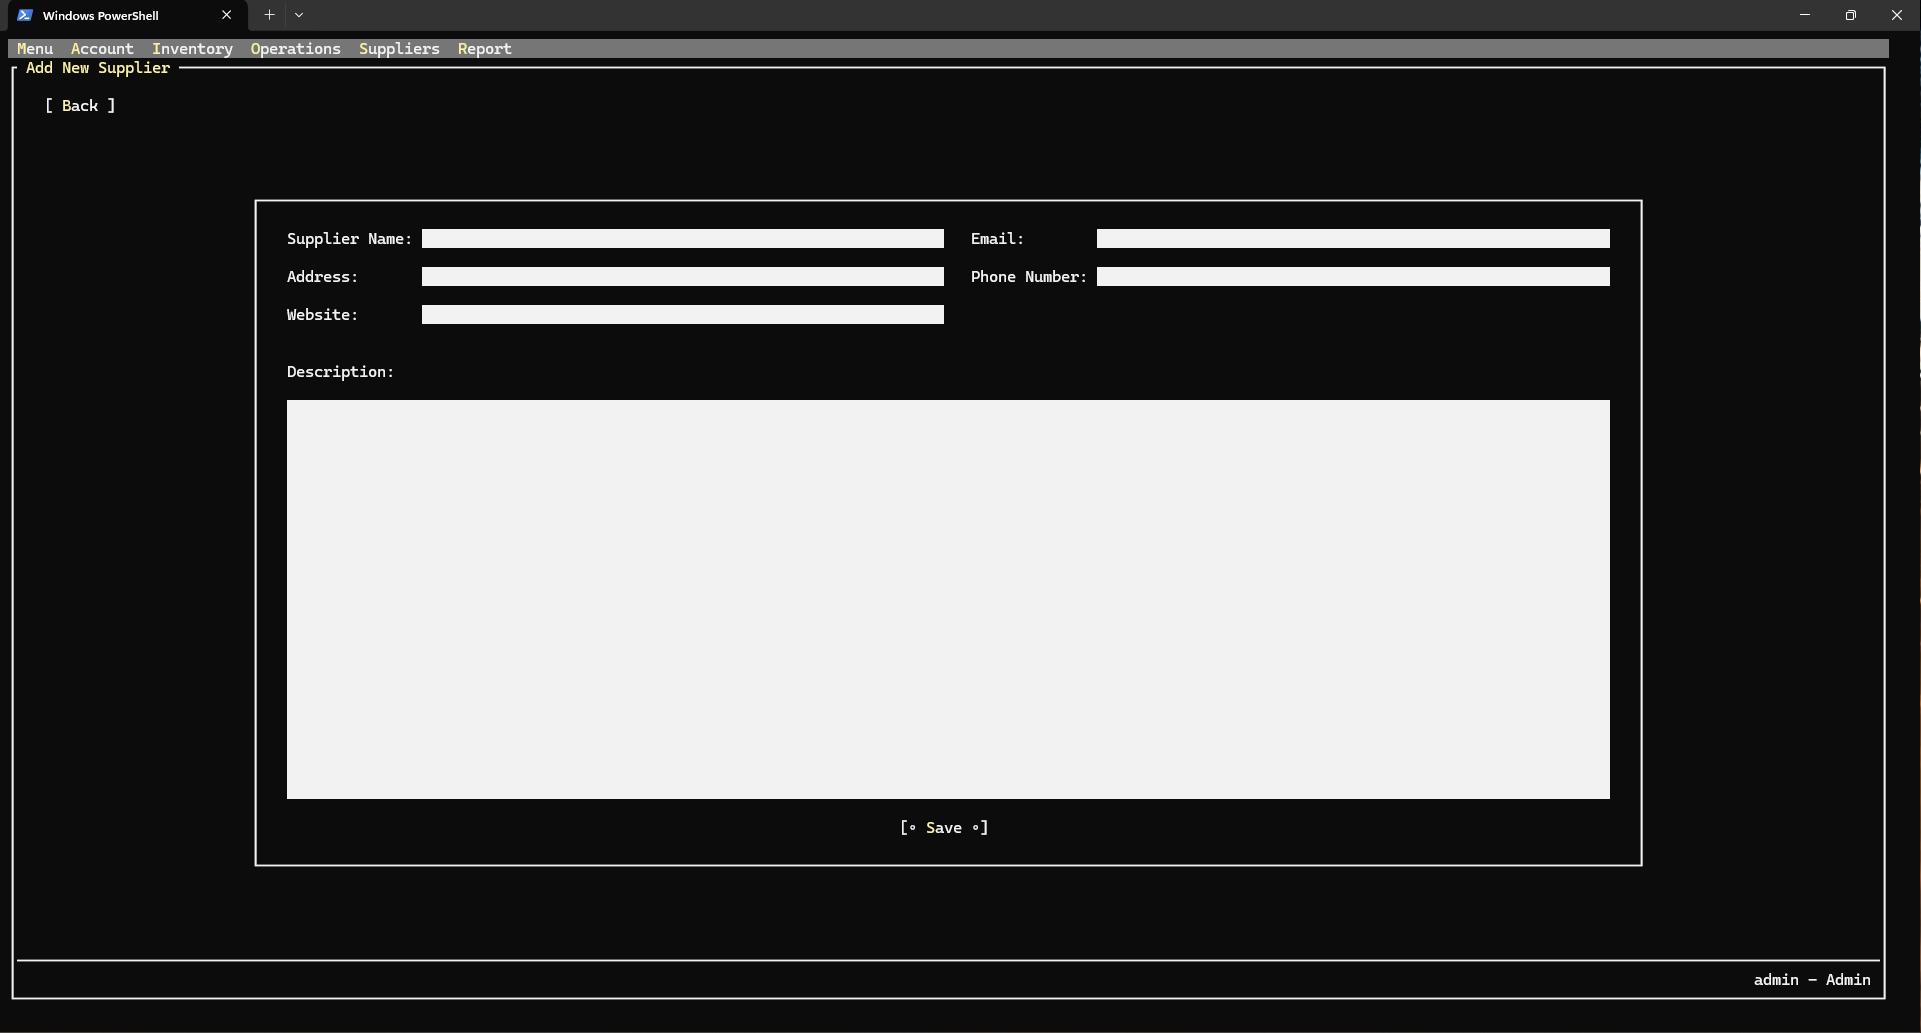 Windows PowerShell
Menu Account Inventory Operations Suppliers Report
Add New Supplier
[ Back ]
Supplier Name: Email:
Address: Phone Number:
Website:
Description:
[∘ Save ∘]
admin - Admin